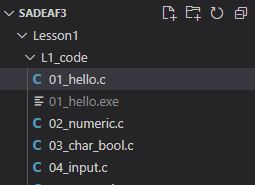 SADEAF3
Lesson1
L1_code
01_hello.c
01_hello.exe
02_numeric.c
03_char_bool.c
04_input.c